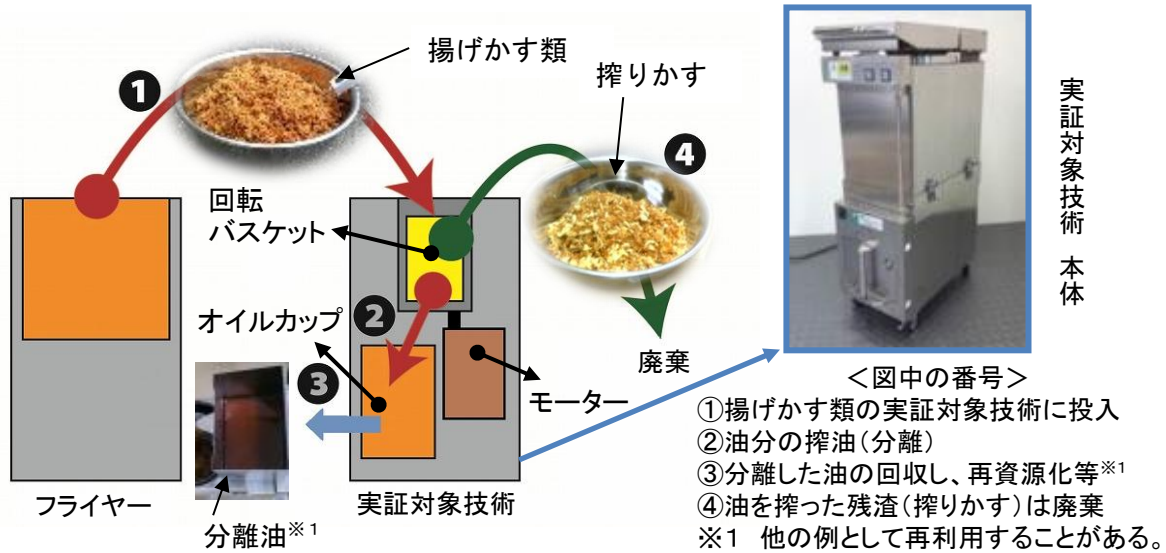 ❶
揚げかす類
搾りかす
❹
回転
バスケット
オイルカップ
❷
❸
モーター
廃棄
フライヤー
分離油※1
実証対象技術
実証対象技術 本体
<図中の番号>
①揚げかす類の実証対象技術に投入
②油分の搾油(分離)
③分離した油の回収し、再資源化等※1
④油を搾った残渣(搾りかす)は廃棄
※1 他の例として再利用することがある。